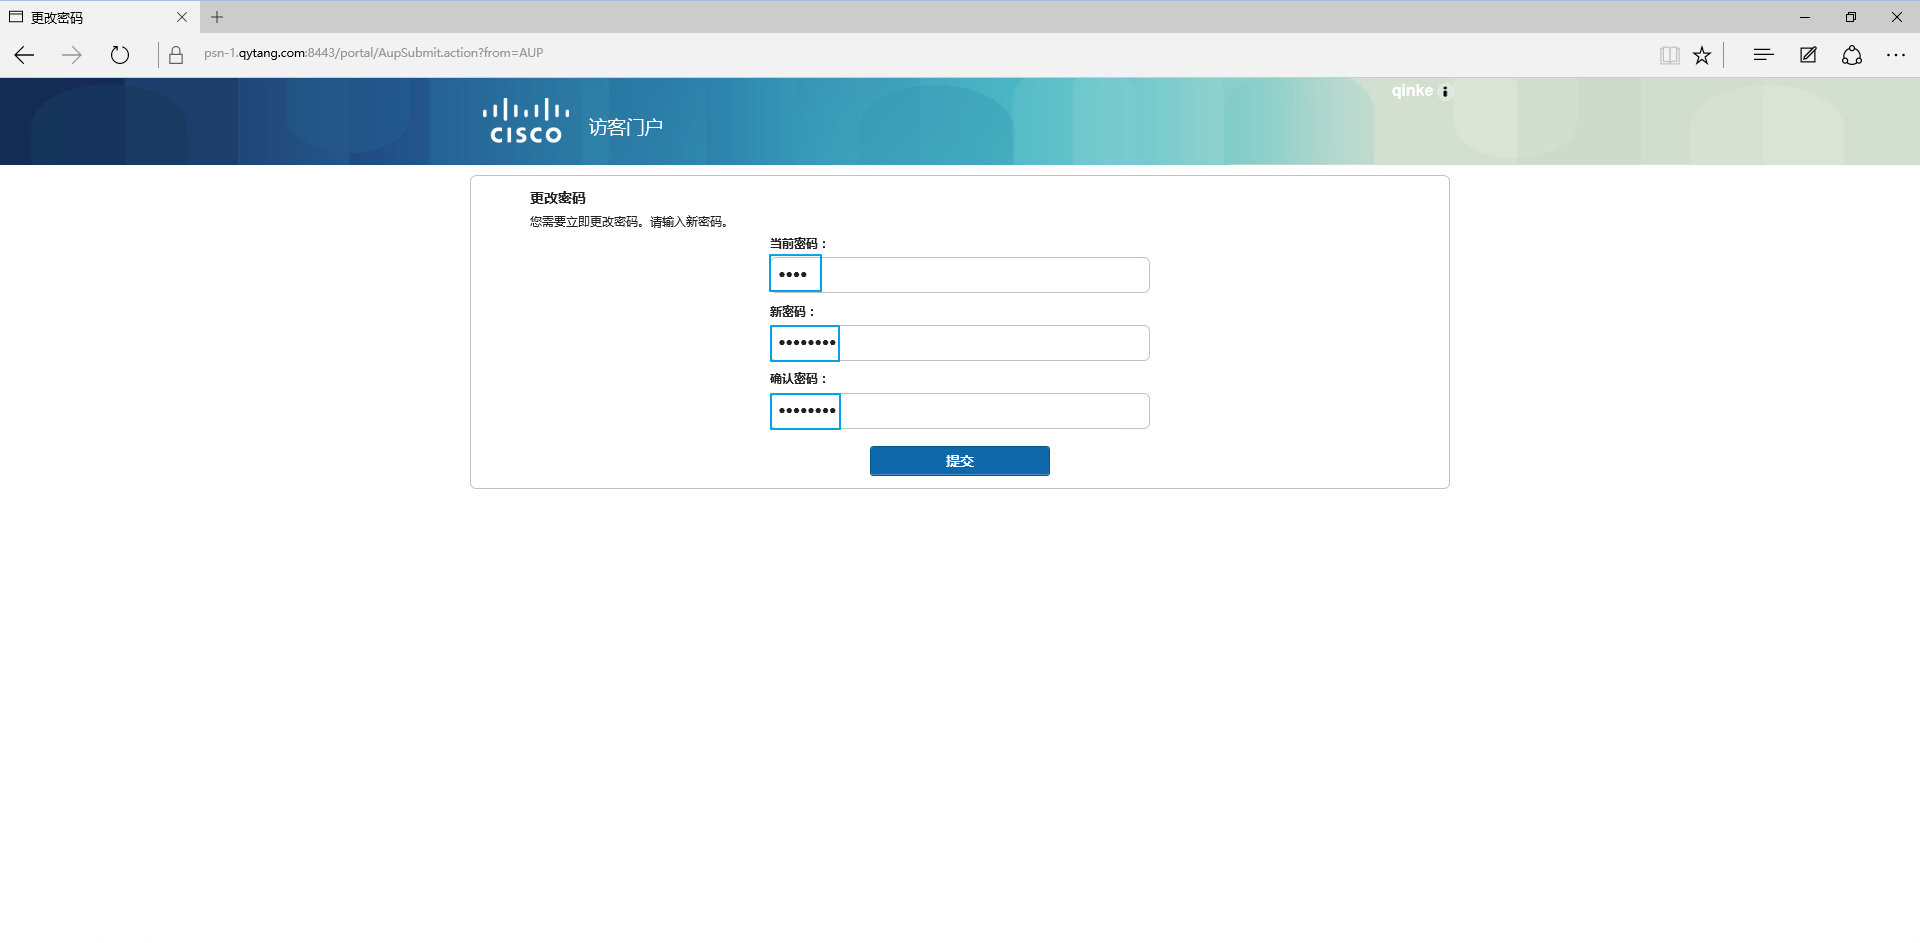 更改密码
psn-1.qytang.com:8443/portal/AupSubmit.action?from=AUP
qinke
CISCO 访客门户
更改密码
您需要立即更改密码。请输入新密码。
当前密码：
••••
新密码：
••••••••
确认密码：
••••••••
提交